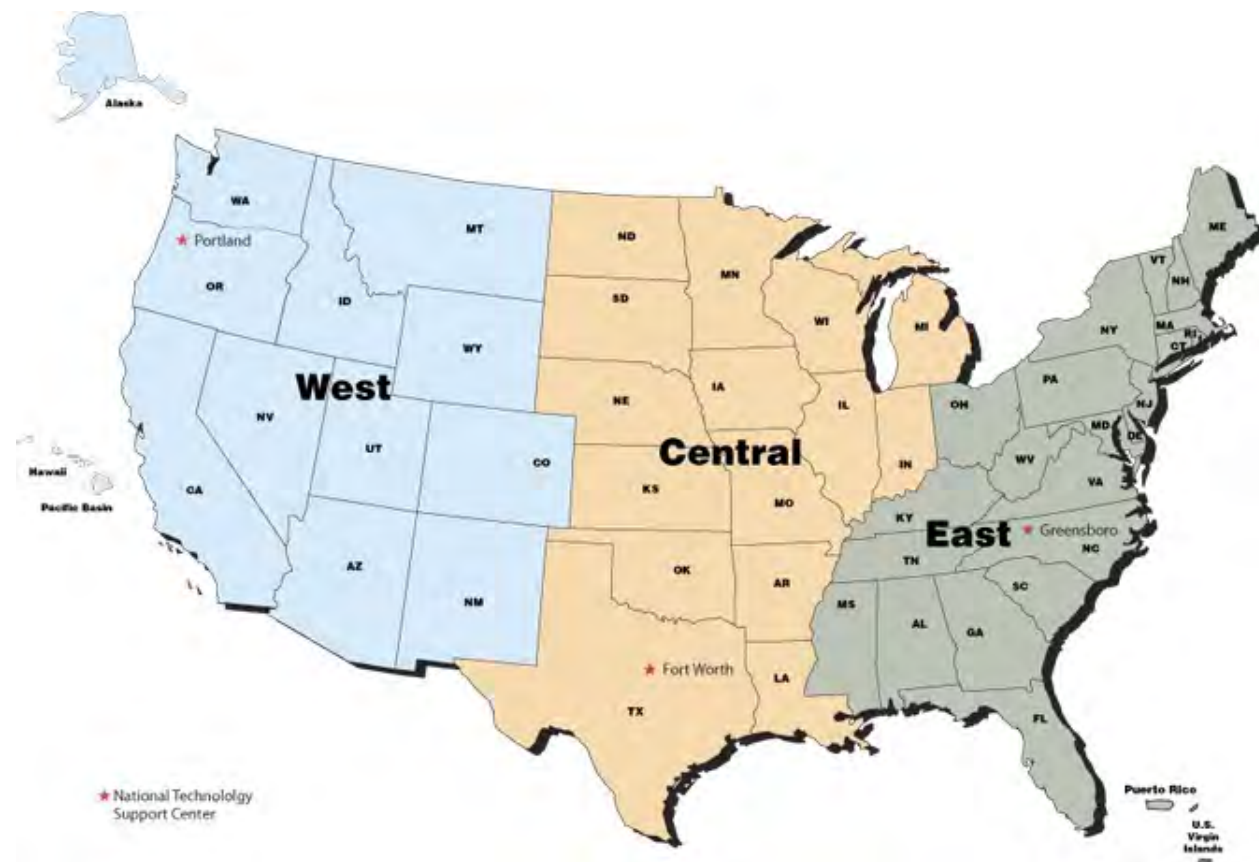 Alaska
WA
Portland
OR
MT
ID
WY
West
NV
UT
CO
CA
AZ
NM
Hawaii
Pacific Basin
ND
MN
SD
WI
MI
IA
NE
IL
IN
Central
KS
MO
OK
AR
Fort Worth
LA
TX
ME
VT
NH
NY
MA
RI
CT
PA
NJ
OH
MD
DE
WV
VA
KY
East
Greensboro
NC
TN
SC
MS
AL
GA
FL
Puerto Rico
U.S.
Virgin
Islands
National Technololgy
Support Center